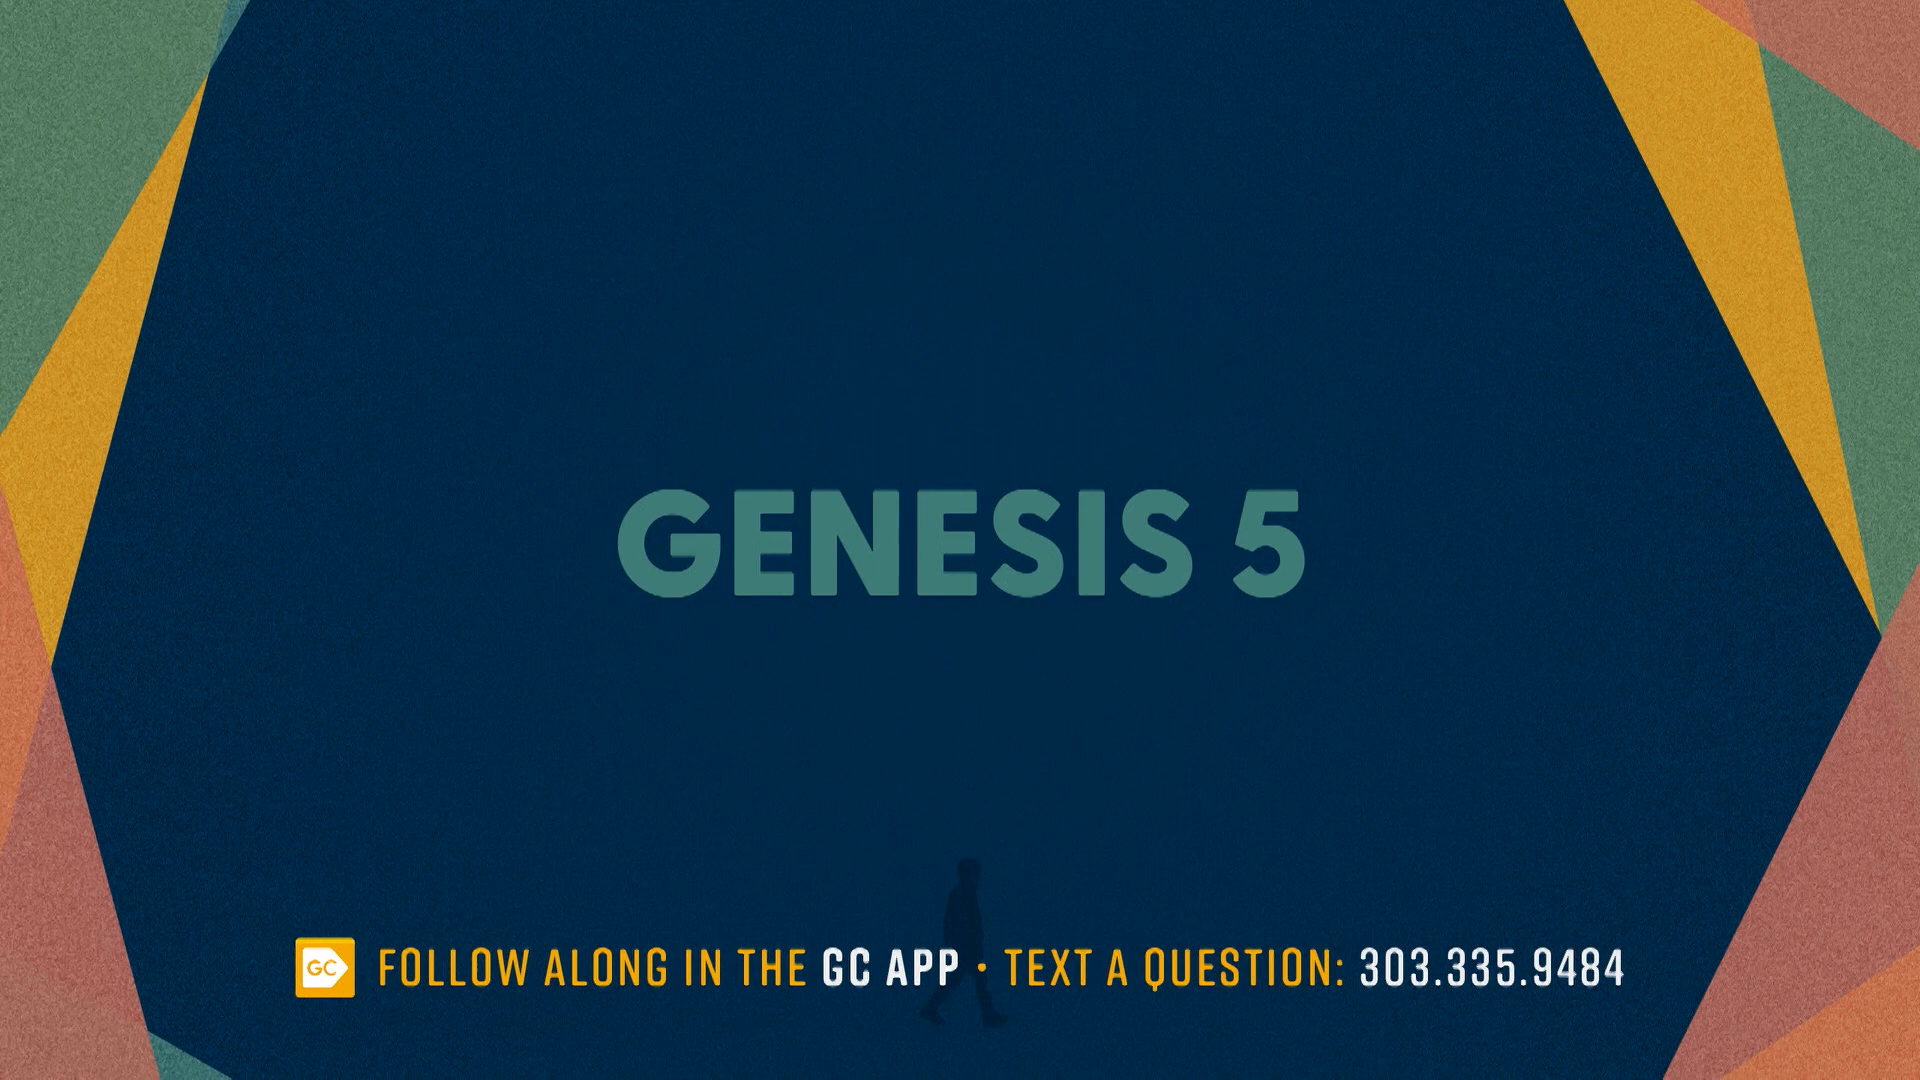 GENESIS 5
GC FOLLOW ALONG IN THE GC APP • TEXT A QUESTION: 303.335.9484